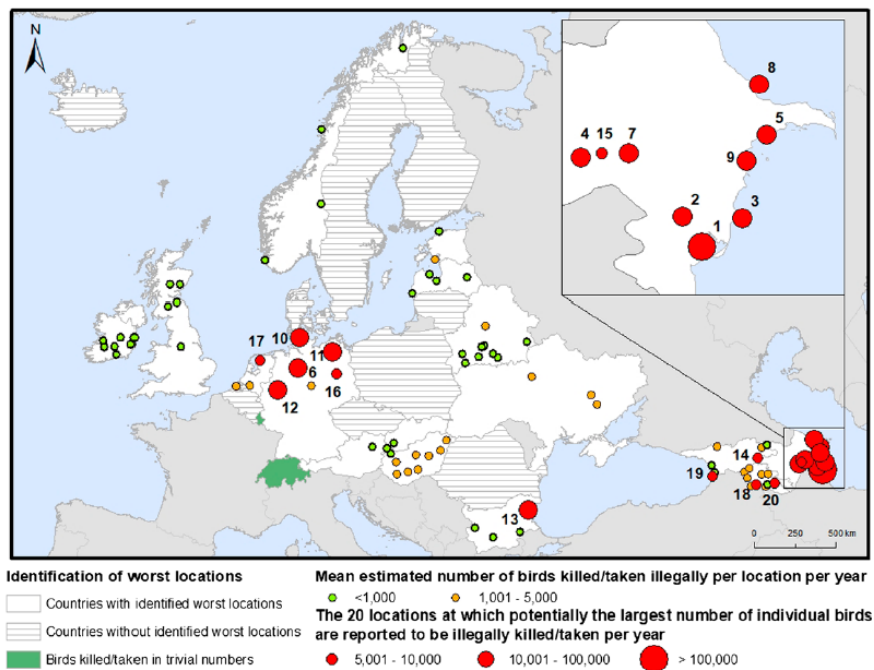 N
8
5
4 15 7
9
2
3
1
17
10
11
6
16
12
14
19
18
20
13
0 250 500 km
Identification of worst locations
Countries with identified worst locations
Countries without identified worst locations
Birds killed/taken in trivial numbers
Mean estimated number of birds killed/taken illegally per location per year
<1,000
1,001 - 5,000
The 20 locations at which potentially the largest number of individual birds
are reported to be illegally killed/taken per year
5,001 - 10,000
10,001 - 100,000
> 100,000